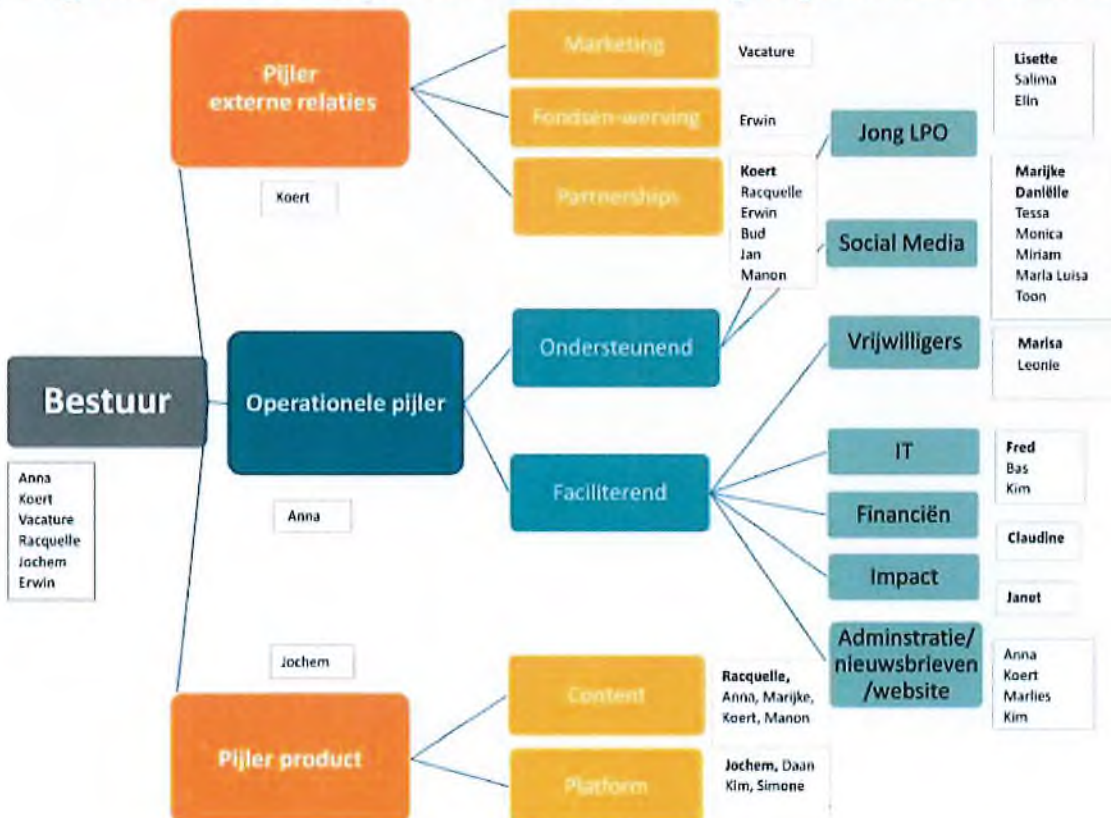 Pijler
externe relaties
Koert
Marketing
Vacature
Fondsen-werving
Erwin
Partnerships
Koert
Racquelle
Erwin
Bud
Jan
Manon
Jong LPO
Lisette
Salima
Elin
Social Media
Marijke
Daniëlle
Tessa
Monica
Miriam
Maria Luisa
Toon
Bestuur
Anna
Koert
Vacature
Racquelle
Jochem
Erwin
Operationele pijler
Anna
Ondersteunend
Faciliterend
Vrijwilligers
Marisa
Leonie
IT
Fred
Bas
Kim
Financiën
Claudine
Impact
Janet
Adminstratie/
nieuwsbrieven
/website
Anna
Koert
Marlies
Kim
Jochem
Pijler product
Content
Racquelle,
Anna, Marijke,
Koert, Manon
Platform
Jochem, Daan
Kim, Simone